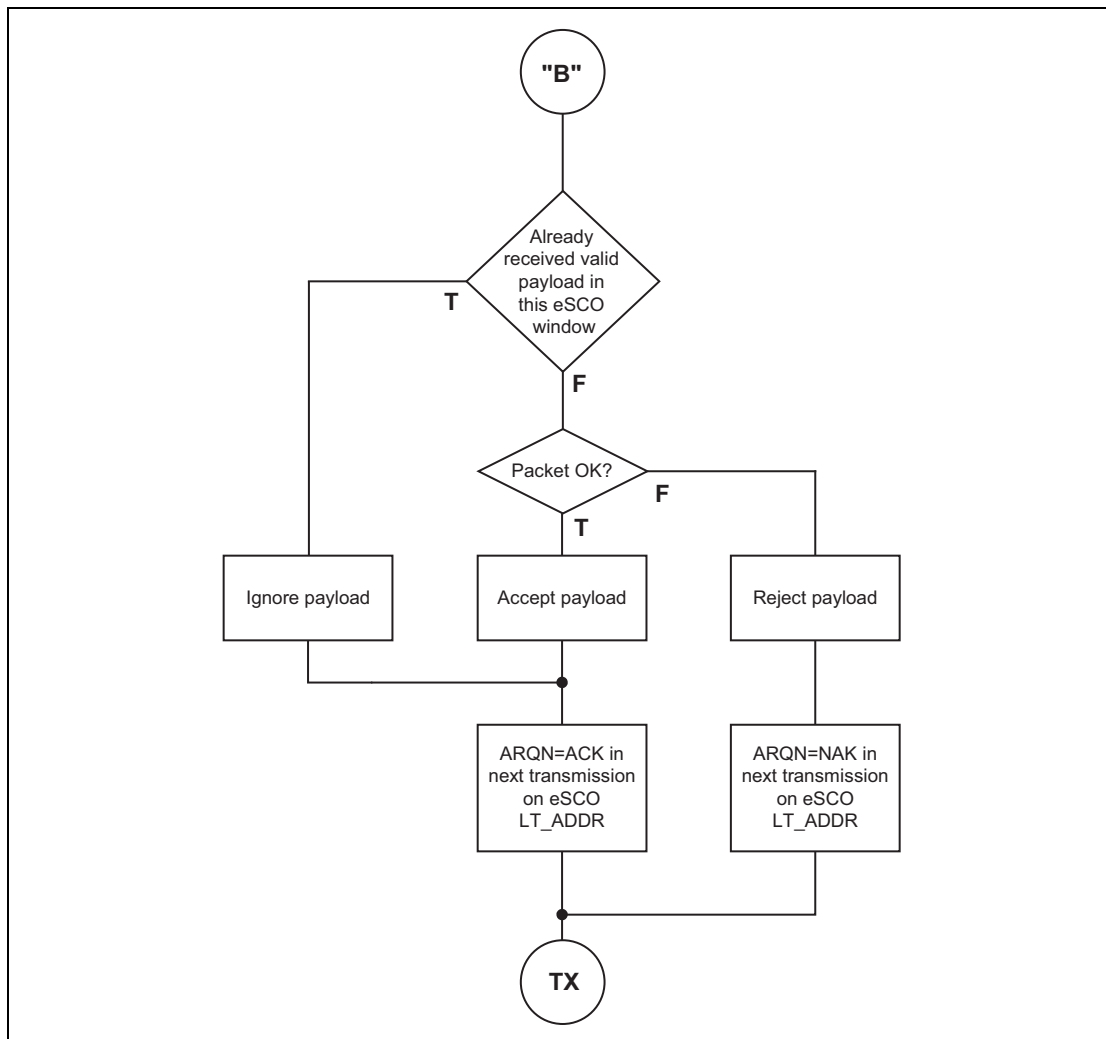 "B"
Already
received valid
payload in
this eSCO
window
T
F
Packet OK?
F
T
Ignore payload
Accept payload
Reject payload
ARQN=ACK in
next transmission
on eSCO
LT_ADDR
ARQN=NAK in
next transmission
on eSCO
LT_ADDR
TX